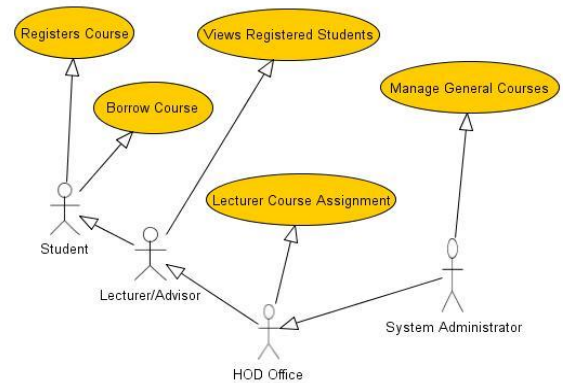 Registers Course
Views Registered Students
Manage General Courses
Borrow Course
Lecturer Course Assignment
Student
Lecturer/Advisor
System Administrator
HOD Office